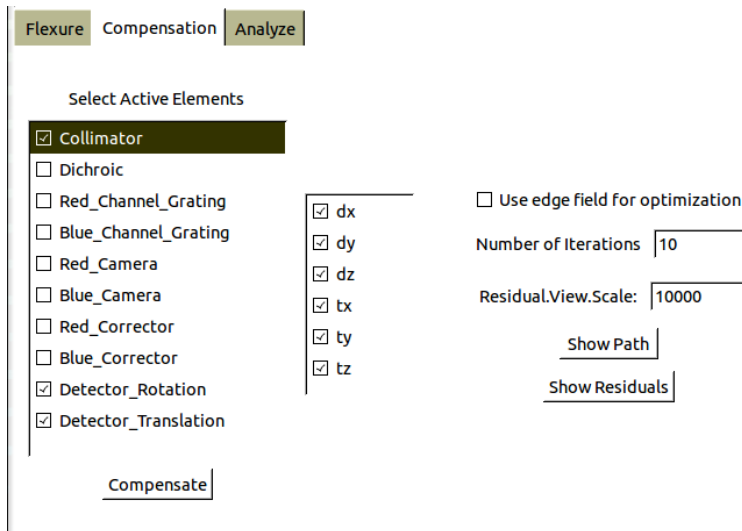 Flexure Compensation Analyze
Select Active Elements
Collimator
Dichroic
Red_Channel_Grating
Blue_Channel_Grating
Red_Camera
Blue_Camera
Red_Corrector
Blue_Corrector
Detector_Rotation
Detector_Translation
Compensate
dx
dy
dz
tx
ty
tz
Use edge field for optimization
Number of Iterations 10
Residual.View.Scale: 10000
Show Path
Show Residuals